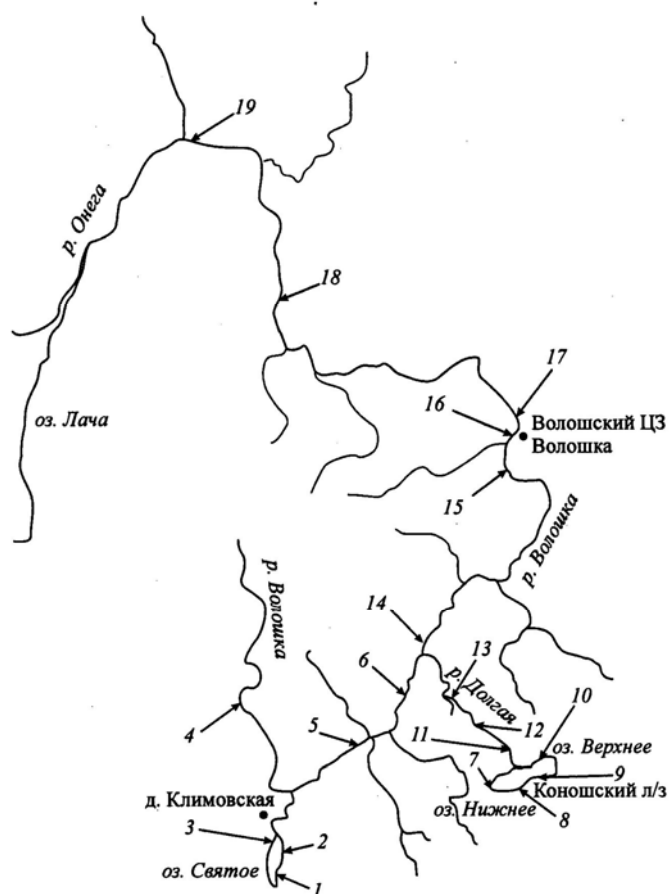 19
р. Онега
18
17
оз. Лача
16
Волошский ЦЗ
Волошка
15
р. Волошка
р. Волошка
14
13
6
р. Долгая
10
4
5
11
12
оз. Верхнее
7
9
д. Климовская
Коношский л/з
оз. Нижнее
8
3
2
оз. Святое
1